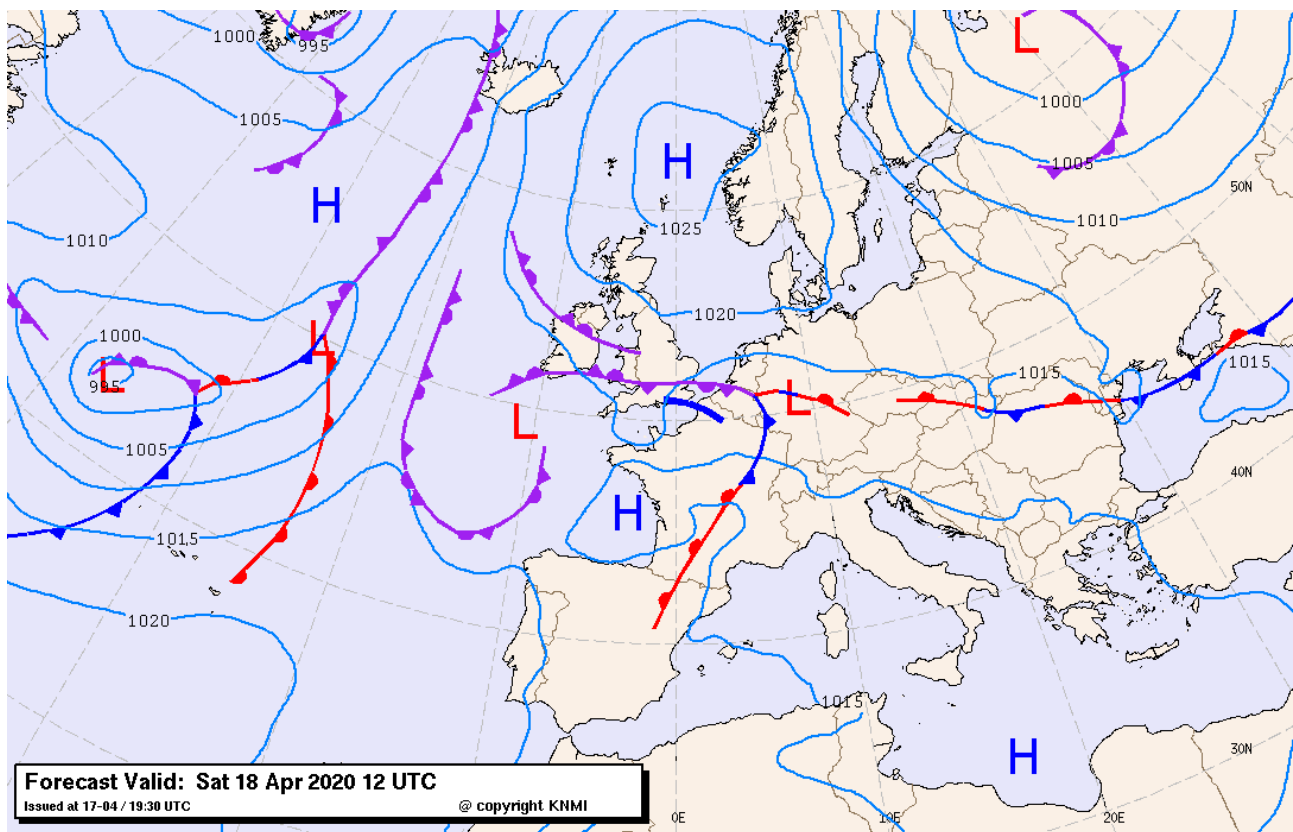 1000
995
L
1000
1005
1005
H
H
50N
1010
1025
1010
1020
1000
L
1015
995
L
1015
L
1005
L
40N
H
1015
1020
1015
H
30N
Forecast Valid: Sat 18 Apr 2020 12 UTC
Issued at 17-04 / 19:30 UTC
@ copyright KNMI
0E
10E
20E